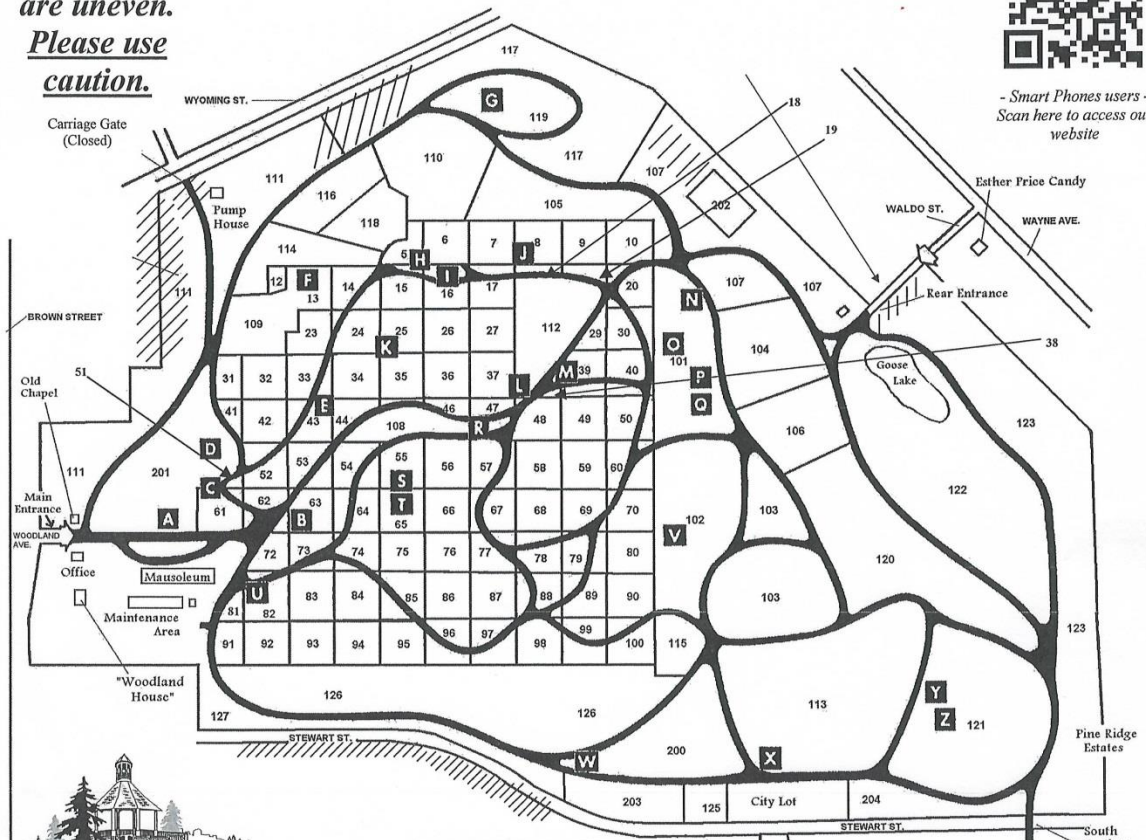 are uneven.
Please use
caution.
- Smart Phones users -
Scan here to access ou
website
WYOMING ST.
Carriage Gate
(Closed)
Pump
House
117
G
119
117
18
19
110
111
116
118
107
105
202
Esther Price Candy
WALDO ST.
WAYNE AVE.
Rear Entrance
114
5
6
7
8
9
10
H
I
J
12
F
13
14
15
16
17
20
N
107
107
111
109
23
24
25
26
27
112
29
30
O
101
104
38
BROWN STREET
K
Old
Chapel
51
31
32
33
34
35
36
37
L
M
39
40
P
Q
Goose
Lake
41
42
E
43
44
46
47
48
49
50
108
R
106
123
D
52
53
54
55
56
57
58
59
60
111
201
C
S
122
Main
Entrance
A
61
62
63
B
64
T
65
66
67
68
69
70
102
103
WOODLAND
AVE.
V
Office
Mausoleum
72
73
74
75
76
77
78
79
80
120
U
Maintenance
Area
81
82
83
84
85
86
87
88
89
90
103
123
91
92
93
94
95
96
97
98
99
100
115
"Woodland
House"
126
126
127
113
Y
Z
121
STEWART ST.
200
W
X
Pine Ridge
Estates
203
125
City Lot
204
STEWART ST.
South